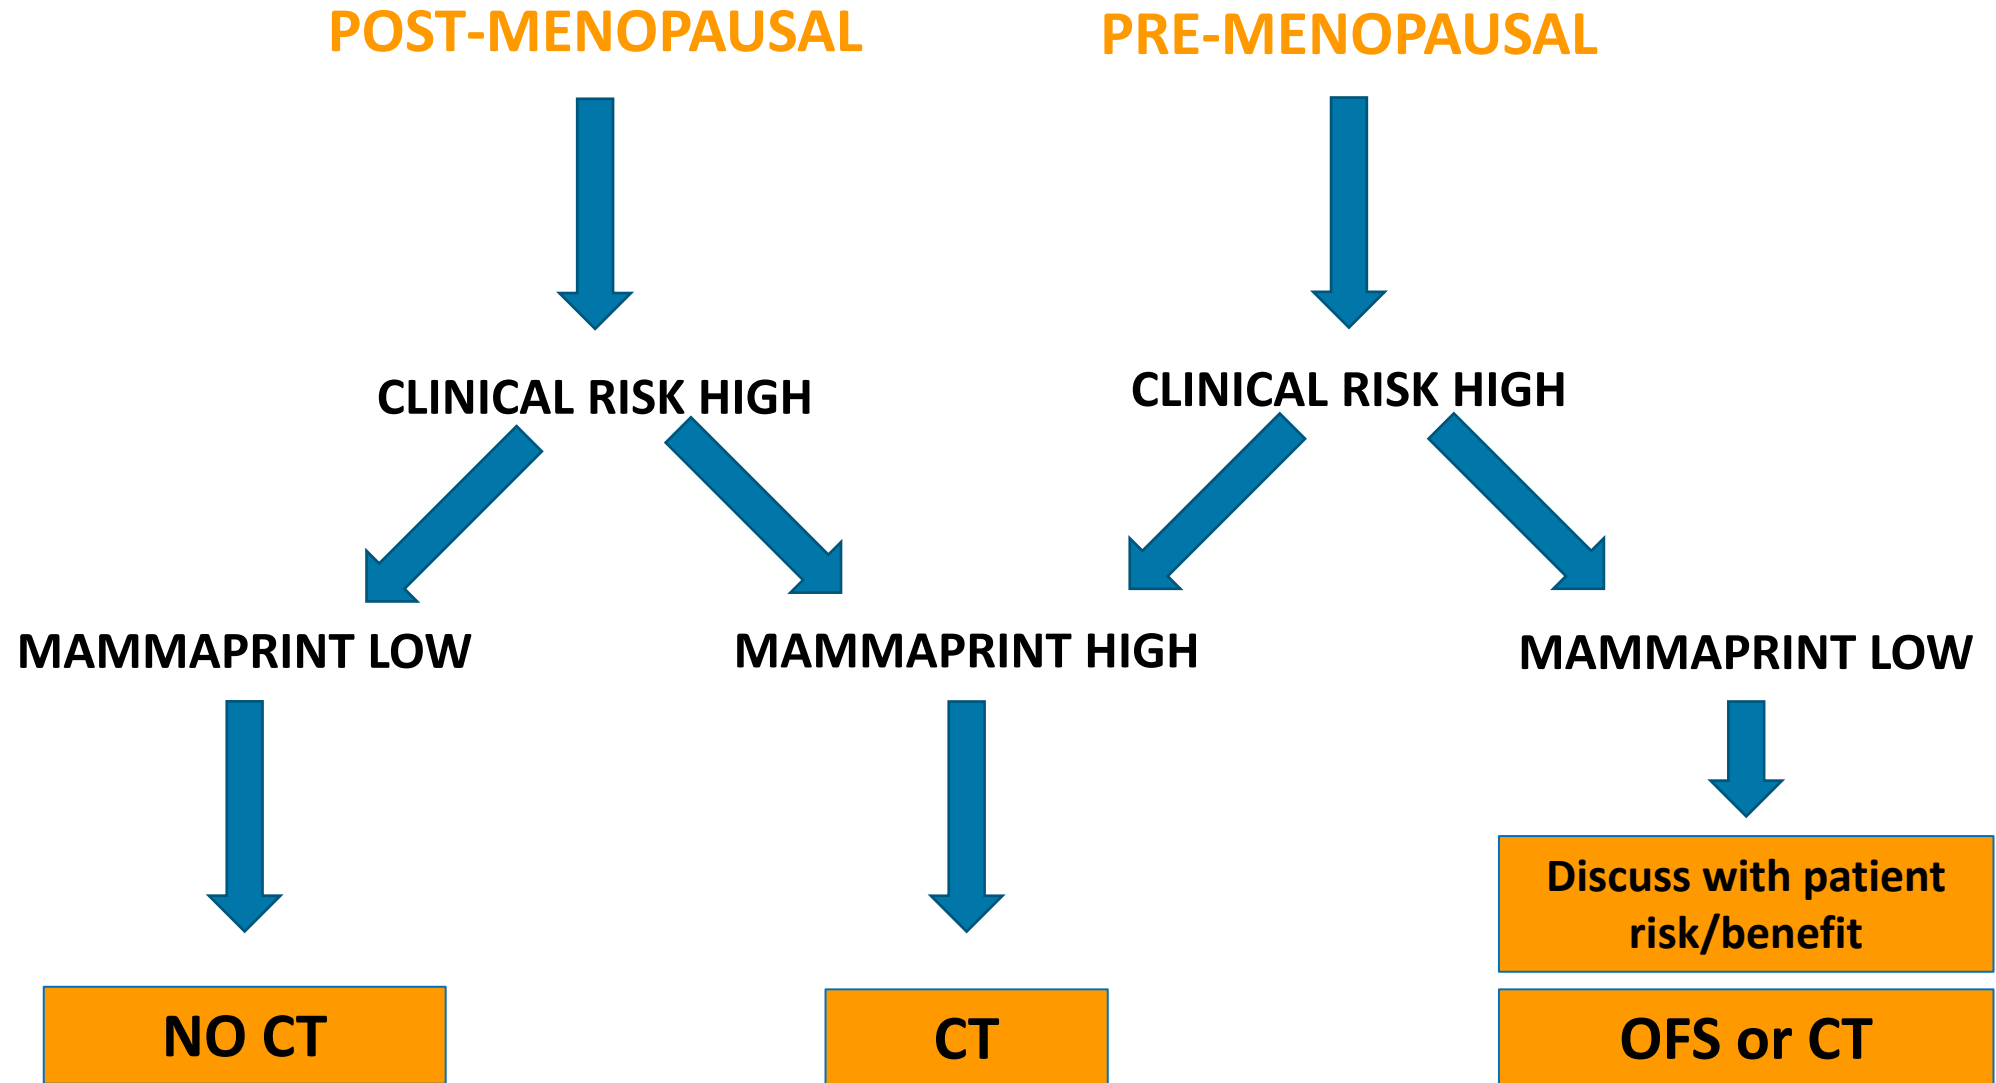 POST-MENOPAUSAL
PRE-MENOPAUSAL
CLINICAL RISK HIGH
CLINICAL RISK HIGH
MAMMAPRINT LOW
MAMMAPRINT HIGH
MAMMAPRINT LOW
Discuss with patient
risk/benefit
NO CT
CT
OFS or CT